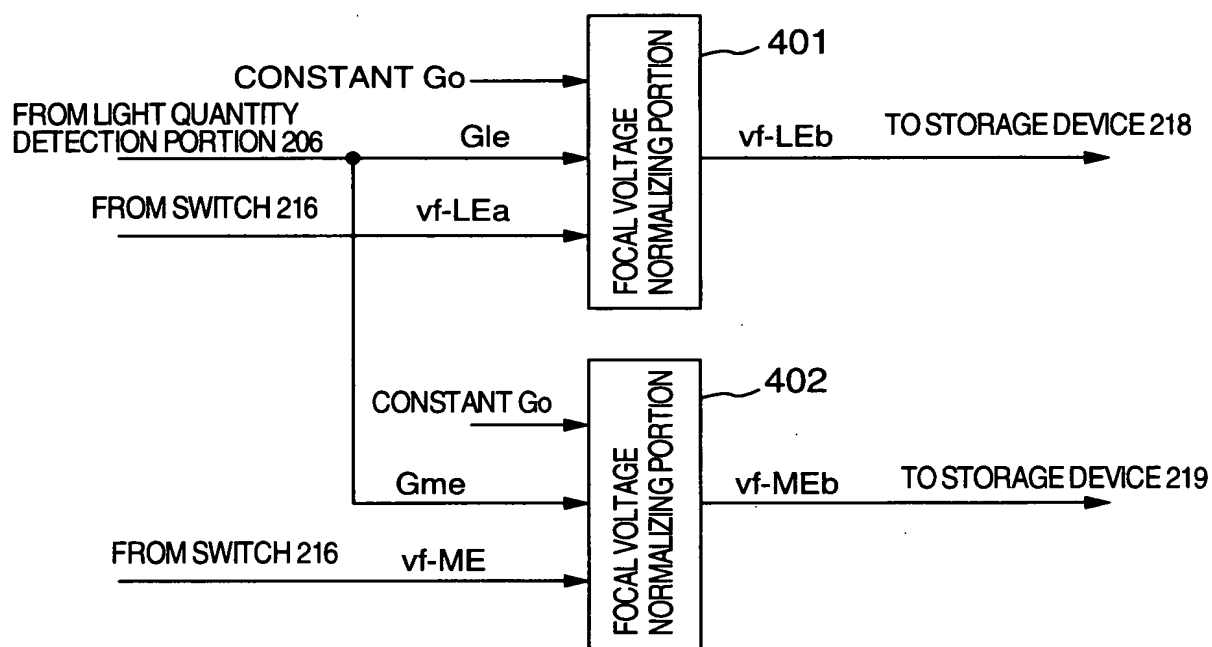 401
CONSTANT Go
FROM LIGHT QUANTITY
DETECTION PORTION 206
Gle
FROM SWITCH 216
vf-LEa
FOCAL VOLTAGE
NORMALIZING PORTION
vf-LEb
TO STORAGE DEVICE 218
402
CONSTANT Go
Gme
FROM SWITCH 216
vf-ME
FOCAL VOLTAGE
NORMALIZING PORTION
vf-MEb
TO STORAGE DEVICE 219